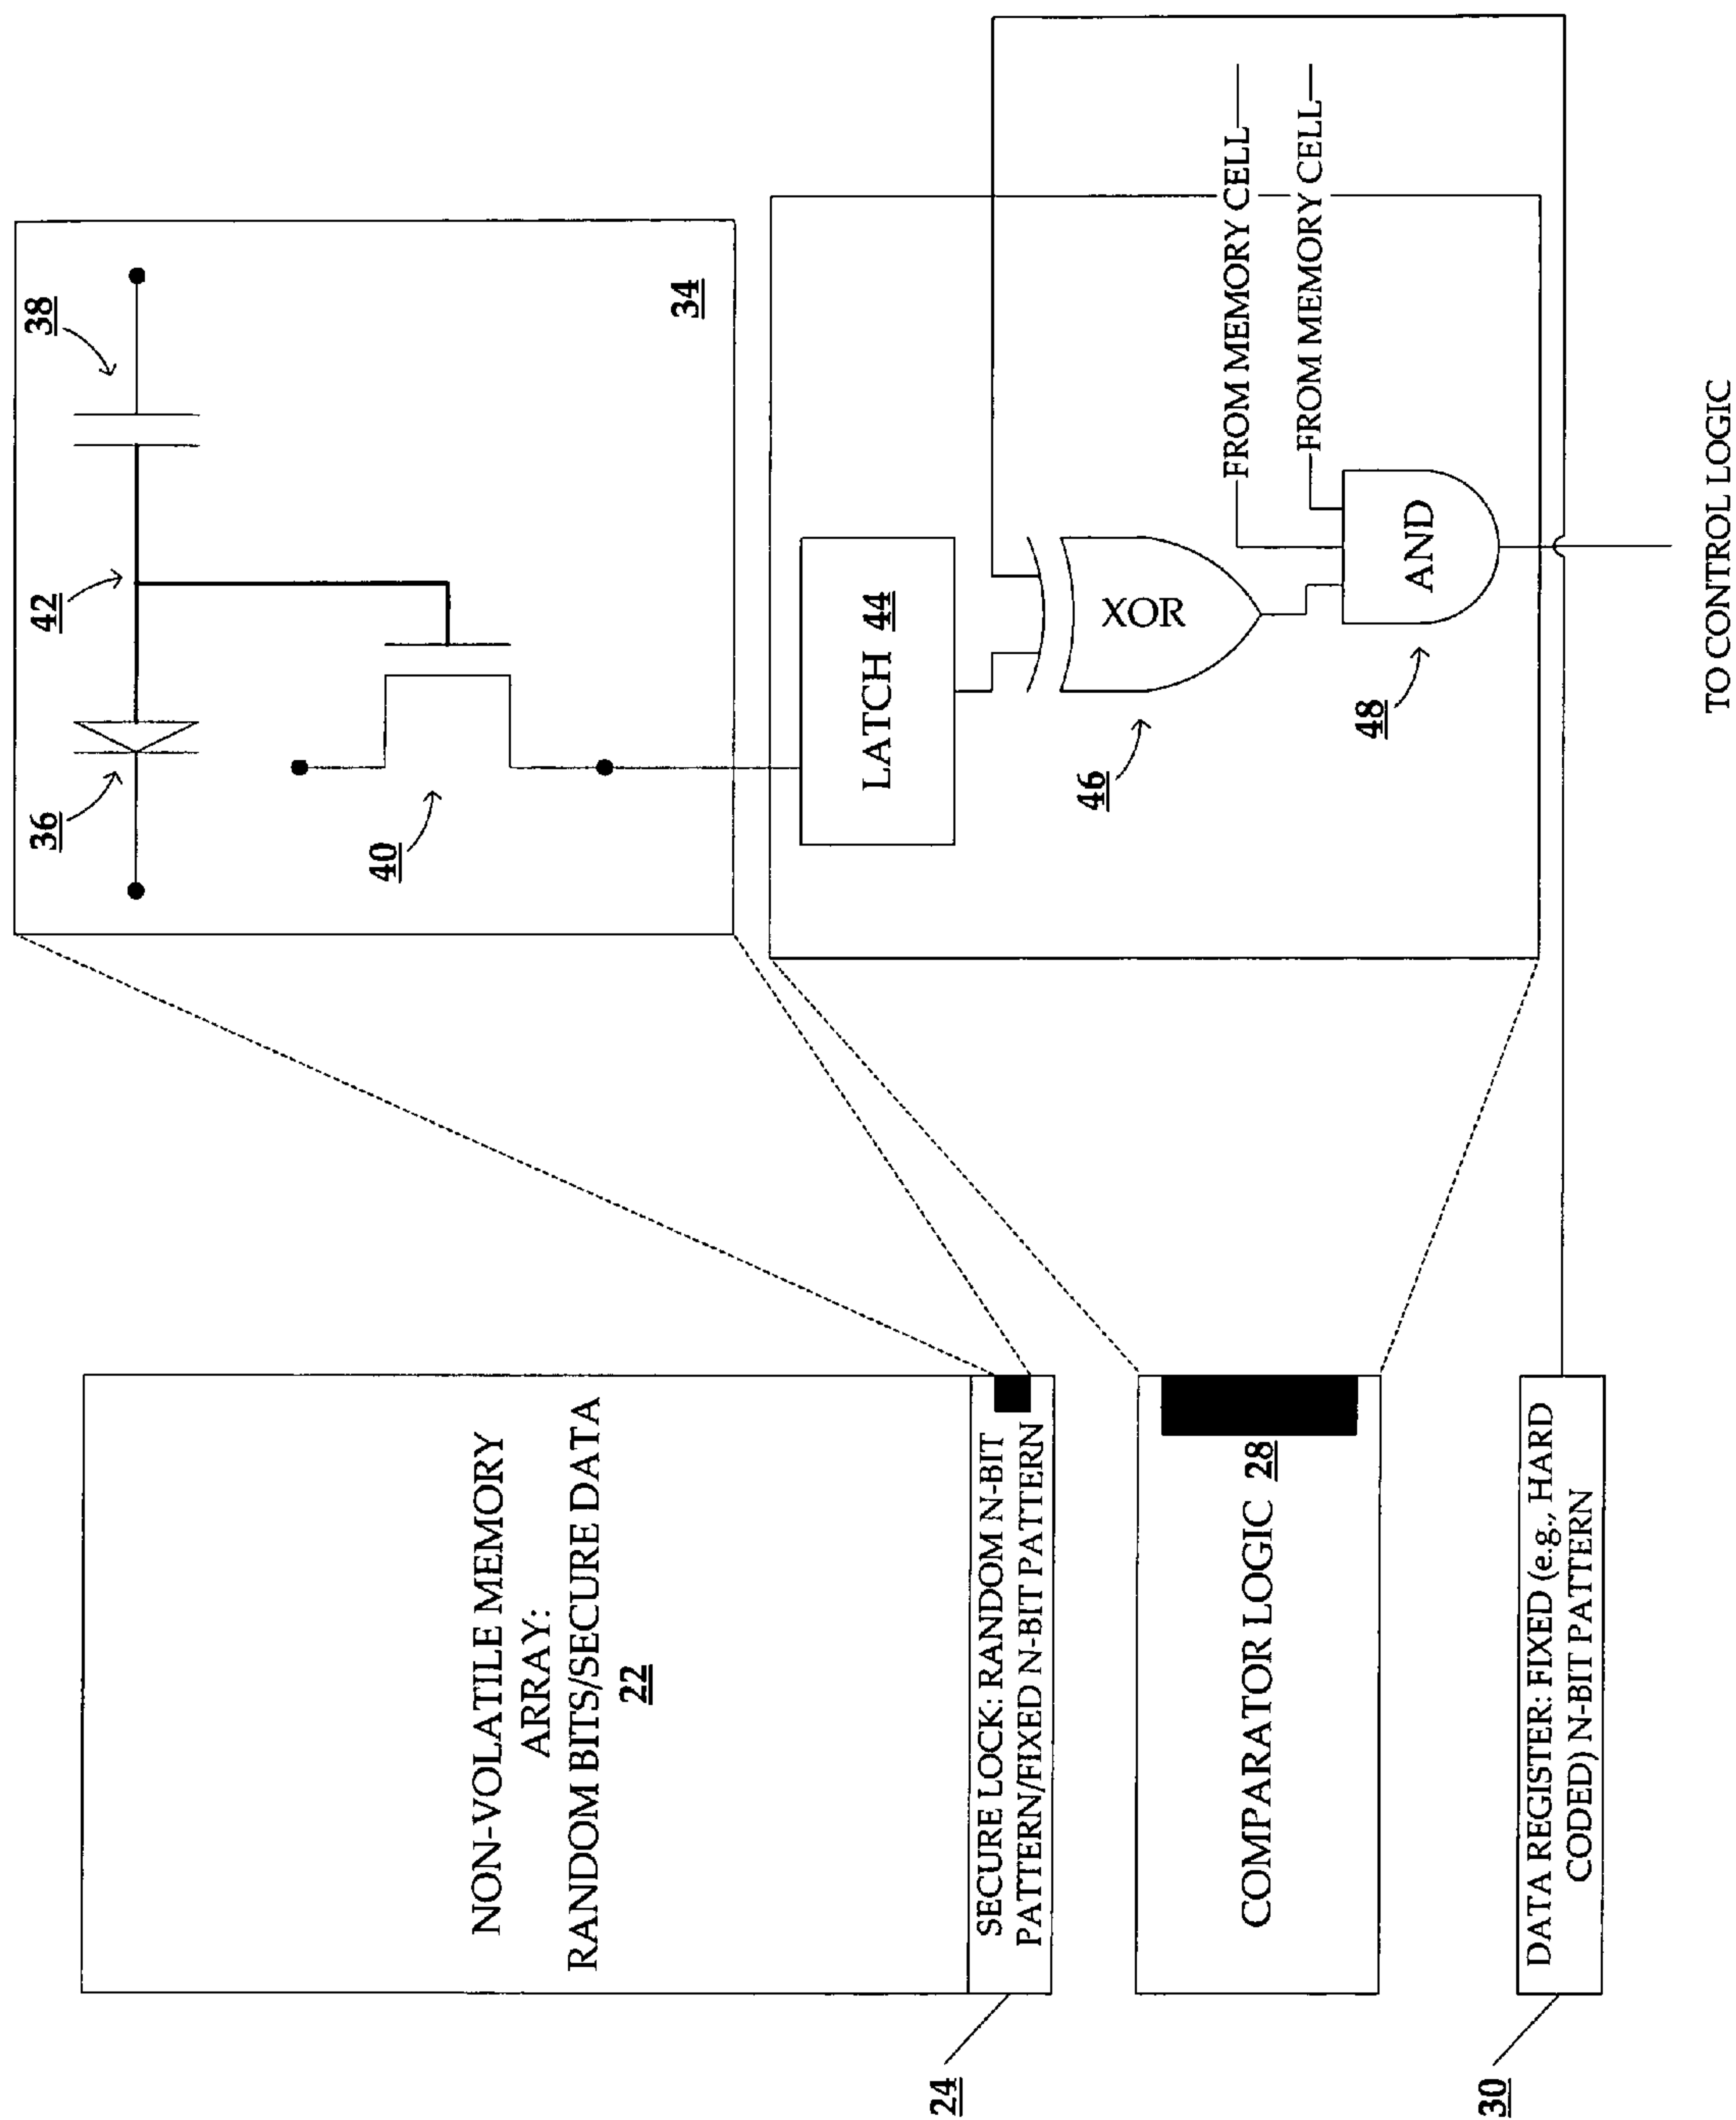 NON-VOLATILE MEMORY
ARRAY:
RANDOM BITS/SECURE DATA
22
SECURE LOCK: RANDOM N-BIT
PATTERN/FIXED N-BIT PATTERN
24
COMPARATOR LOGIC 28
DATA REGISTER: FIXED (e.g., HARD
CODED) N-BIT PATTERN
30
36
42
38
40
34
LATCH 44
XOR
46
FROM MEMORY CELL
FROM MEMORY CELL
AND
48
TO CONTROL LOGIC